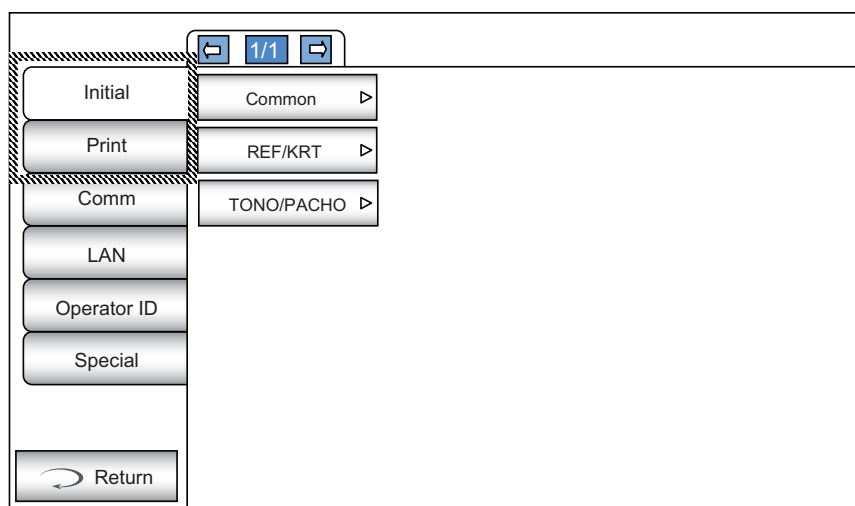 1/1
Initial
Common
Print
REF/KRT
Comm
TONO/PACHO
LAN
Operator ID
Special
Return